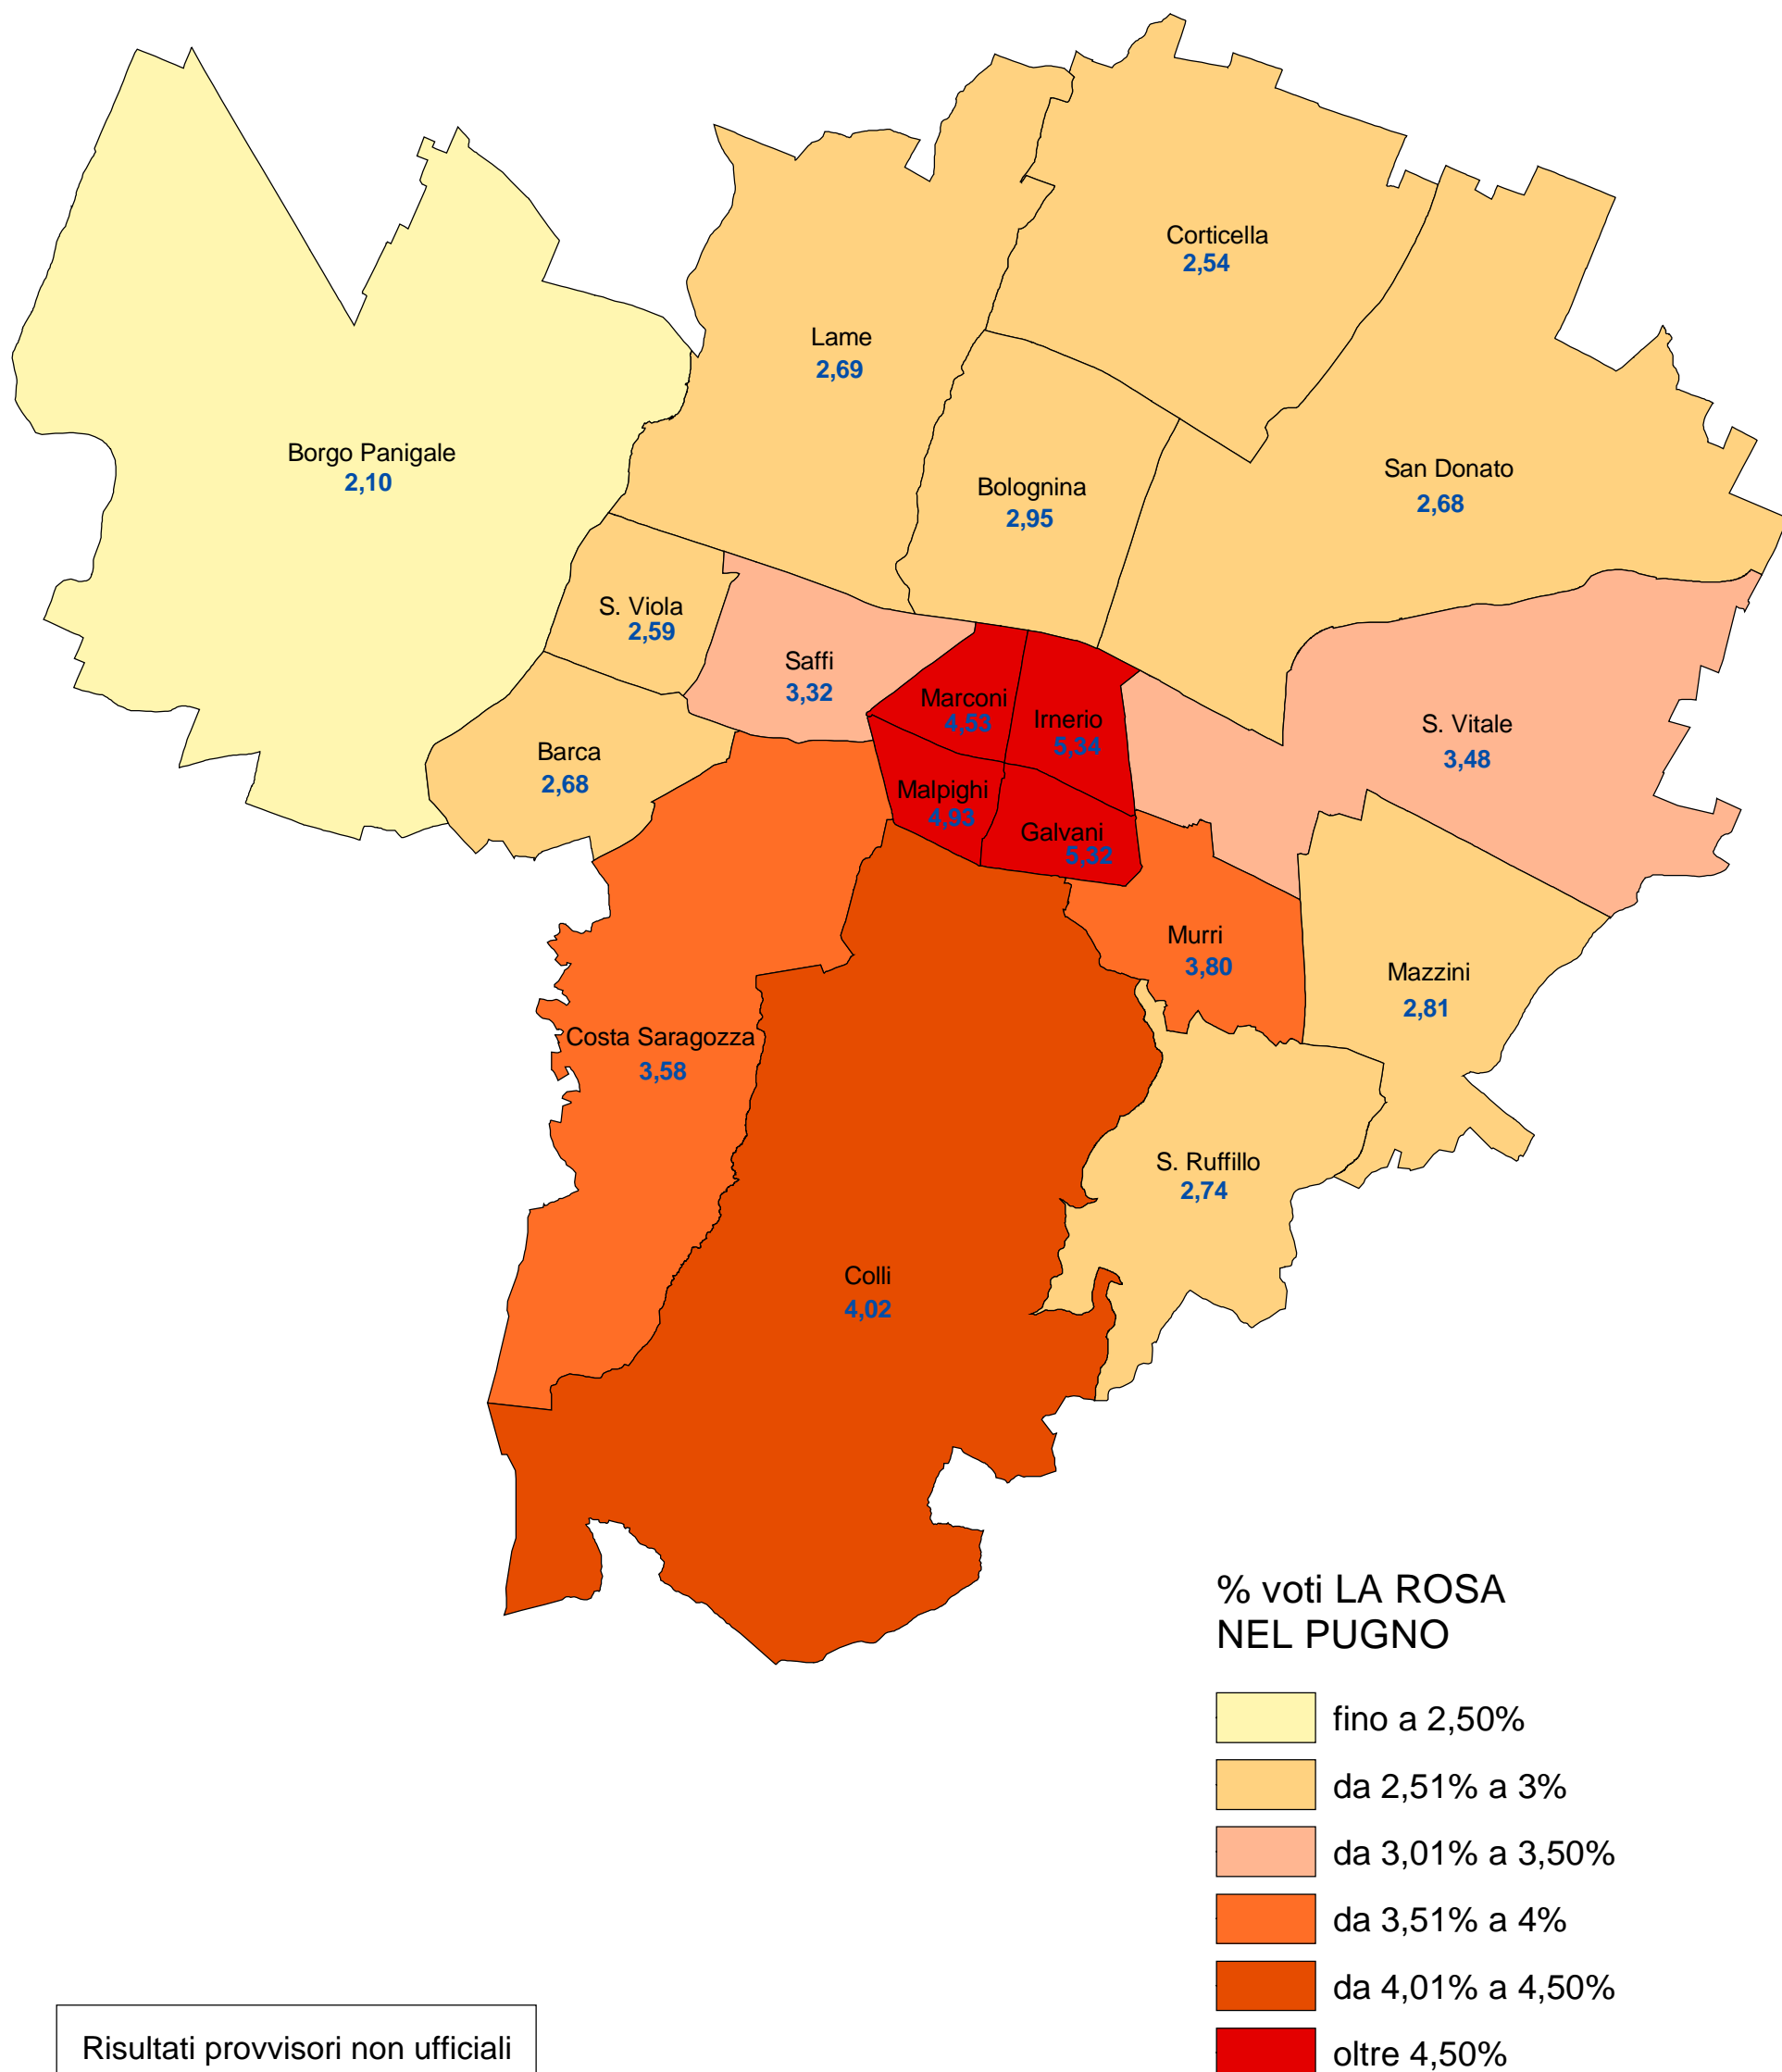 Corticella
2,54
Lame
2,69
Borgo Panigale
2,10
San Donato
2,68
Bolognina
2,95
S. Viola
2,59
Saffi
3,32
Marconi
4,53
Irnerio
5,34
S. Vitale
3,48
Barca
2,68
Malpighi
4,93
Galvani
5,32
Murri
3,80
Mazzini
2,81
Costa Saragozza
3,58
S. Ruffillo
2,74
Colli
4,02
% voti LA ROSA
NEL PUGNO
fino a 2,50%
da 2,51% a 3%
da 3,01% a 3,50%
da 3,51% a 4%
da 4,01% a 4,50%
oltre 4,50%
Risultati provvisori non ufficiali